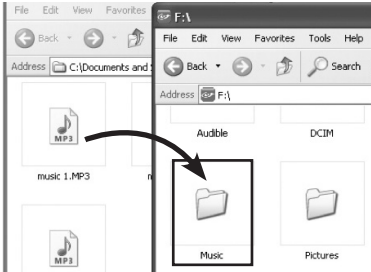 File Edit View Favorites
Back
Address C:\Documents and S
MP3
music 1.MP3
MP3
F:\
File Edit View Favorites Tools Help
Back Search
Address F:\
Audible DCIM
Music Pictures